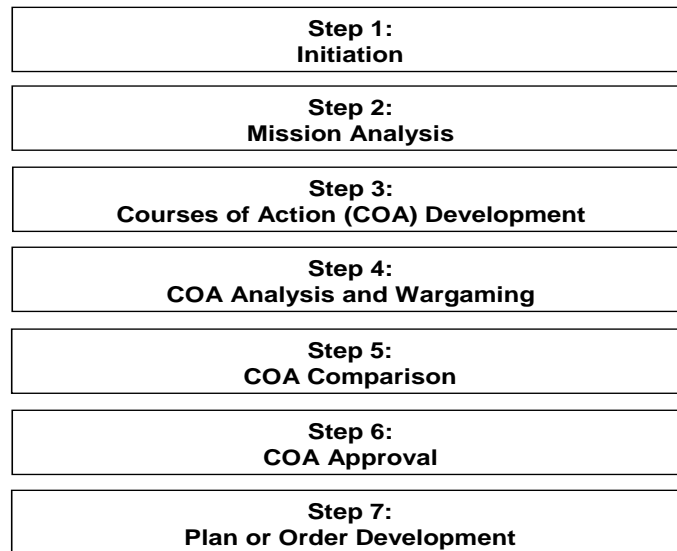 Step 1:
Initiation
Step 2:
Mission Analysis
Step 3:
Courses of Action (COA) Development
Step 4:
COA Analysis and Wargaming
Step 5:
COA Comparison
Step 6:
COA Approval
Step 7:
Plan or Order Development